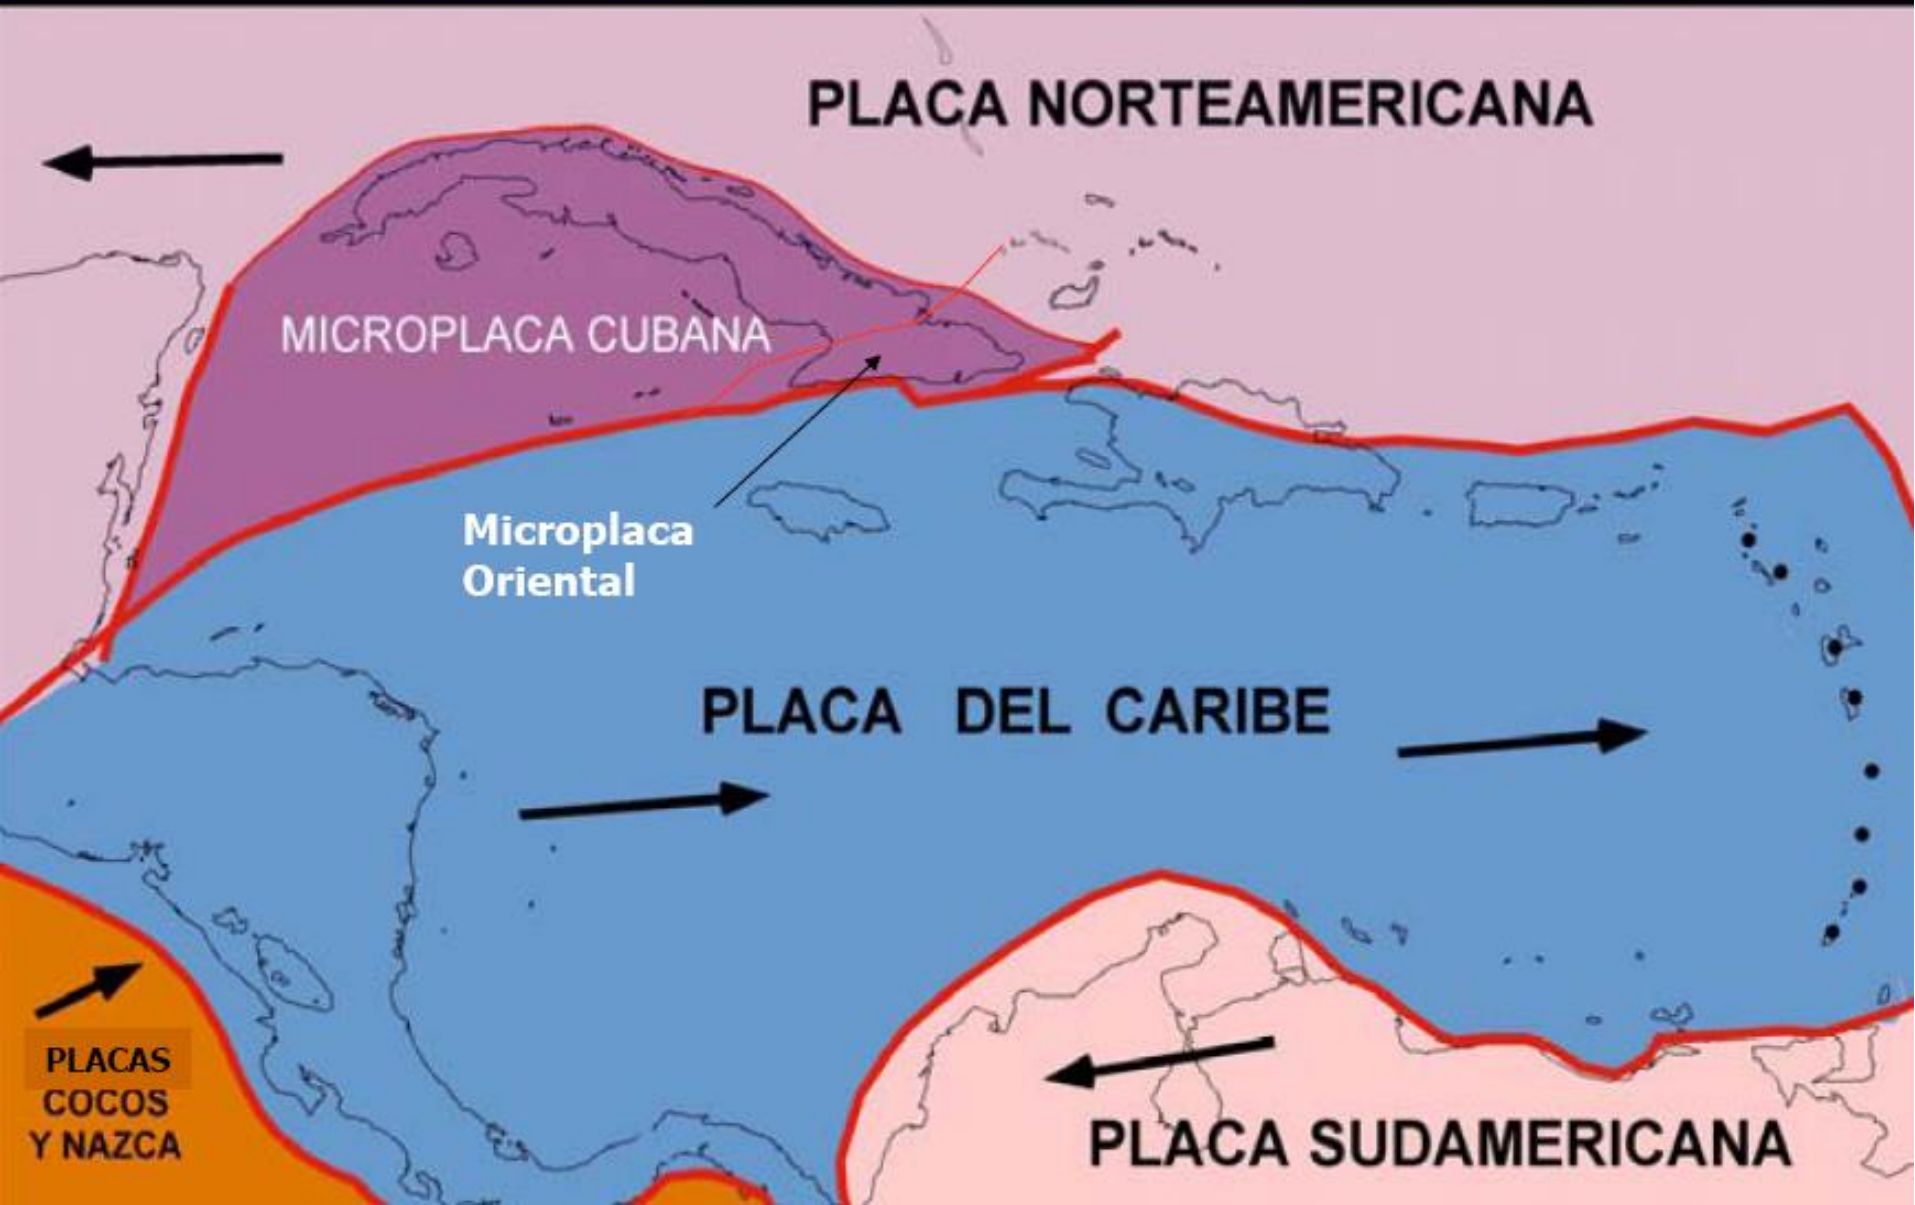 PLACA NORTEAMERICANA
MICROPLACA CUBANA
Microplaca
Oriental
PLACA DEL CARIBE
PLACAS
COCOS
Y NAZCA
PLACA SUDAMERICANA